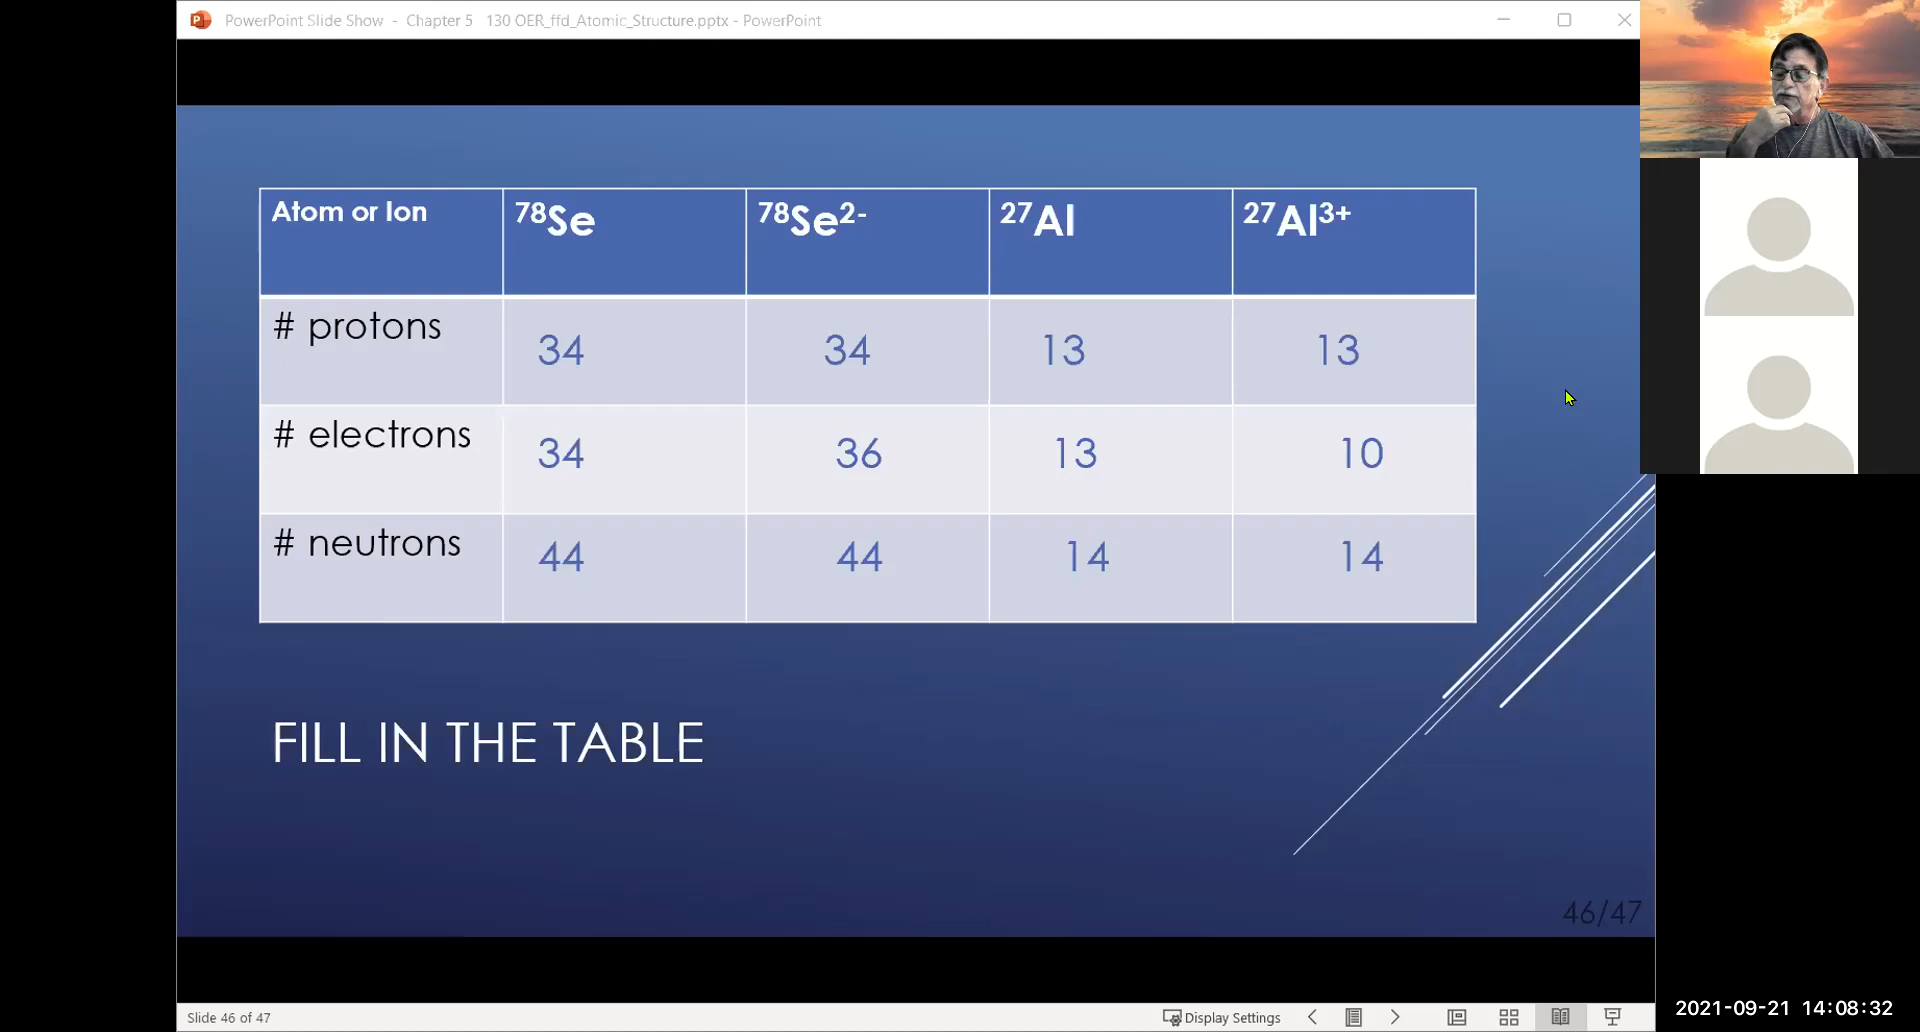 PowerPoint Slide Show - Chapter 5 130 OER_ffd_Atomic_Structure.pptx - PowerPoint
Atom or Ion ⁷⁸Se ⁷⁸Se²⁻ ²⁷Al ²⁷Al³⁺
# protons 34 34 13 13
# electrons 34 36 13 10
# neutrons 44 44 14 14
FILL IN THE TABLE
46/47
Slide 46 of 47 Display Settings
2021-09-21 14:08:32